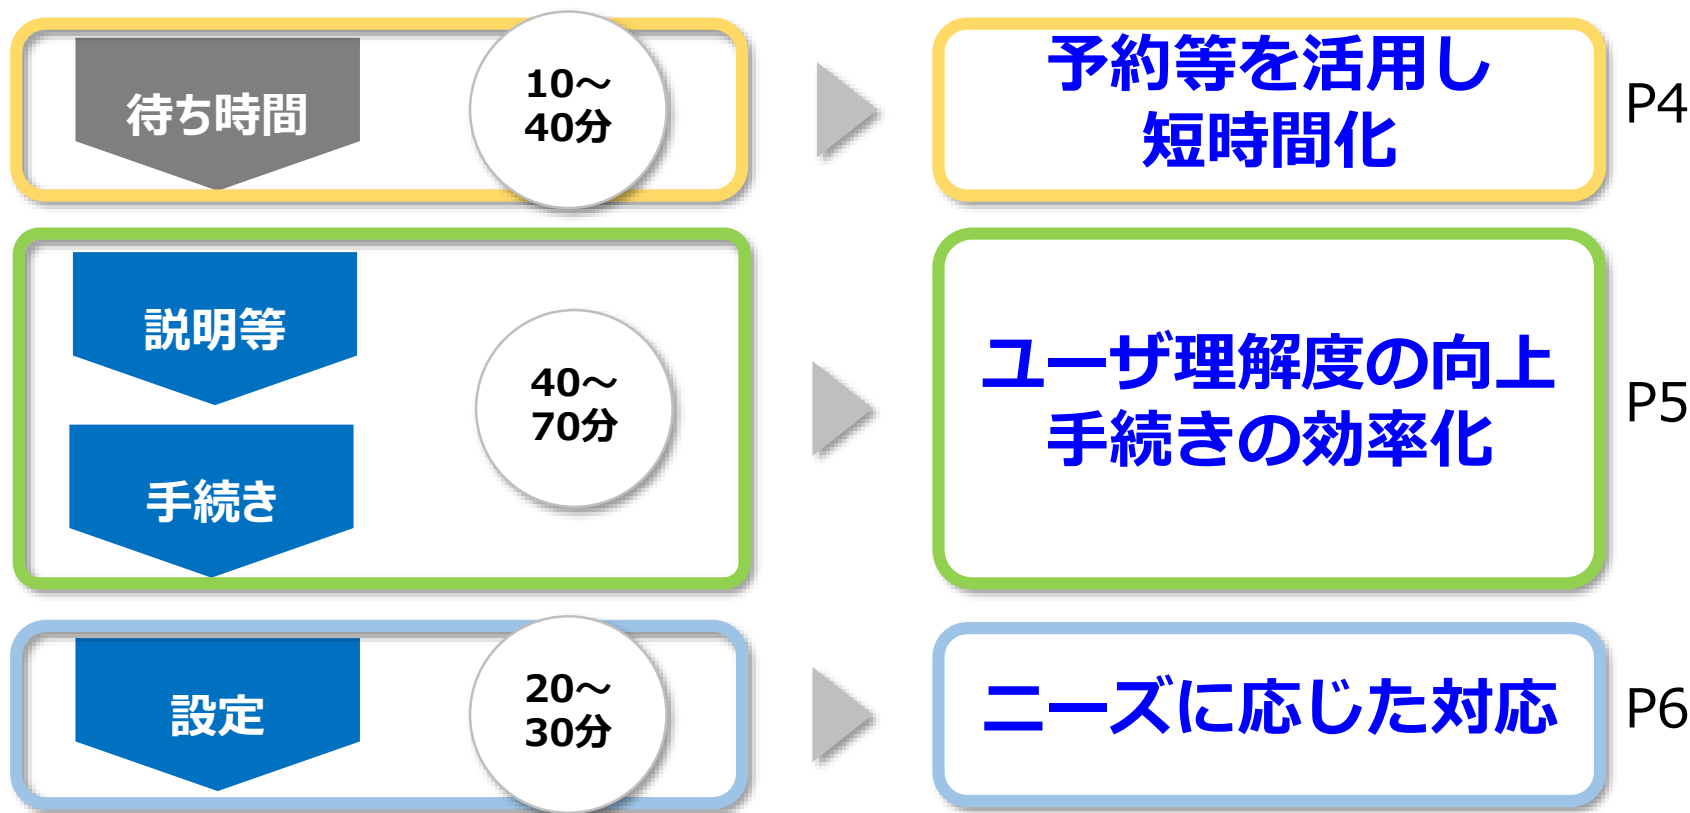 待ち時間
10～
40分
予約等を活用し
短時間化
P4
説明等
手続き
40～
70分
ユーザ理解度の向上
手続きの効率化
P5
設定
20～
30分
ニーズに応じた対応
P6